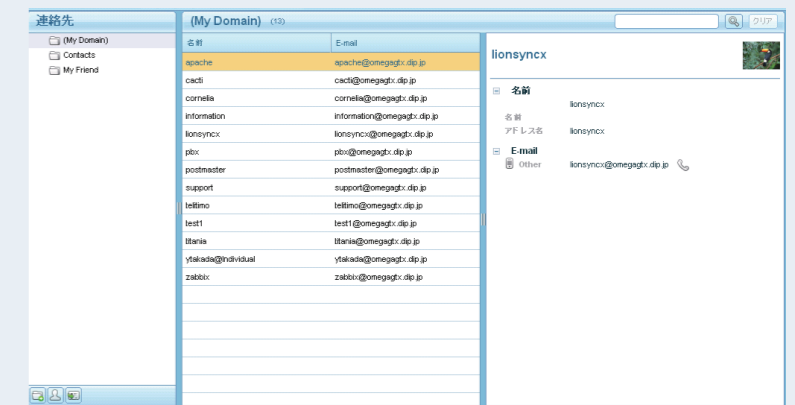 連絡先
(My Domain)
Contacts
My Friend
(My Domain) (13)
クリア
名前 E-mail
apache apache@omegagtx.dip.jp
cacti cacti@omegagtx.dip.jp
cornelia cornelia@omegagtx.dip.jp
information information@omegagtx.dip.jp
lionsyncx lionsyncx@omegagtx.dip.jp
pbx pbx@omegagtx.dip.jp
postmaster postmaster@omegagtx.dip.jp
support support@omegagtx.dip.jp
telitimo telitimo@omegagtx.dip.jp
test1 test1@omegagtx.dip.jp
titania titania@omegagtx.dip.jp
ytakada@Individual ytakada@omegagtx.dip.jp
zabbix zabbix@omegagtx.dip.jp
lionsyncx
名前
lionsyncx
名前
アドレス名 lionsyncx
E-mail
Other lionsyncx@omegagtx.dip.jp